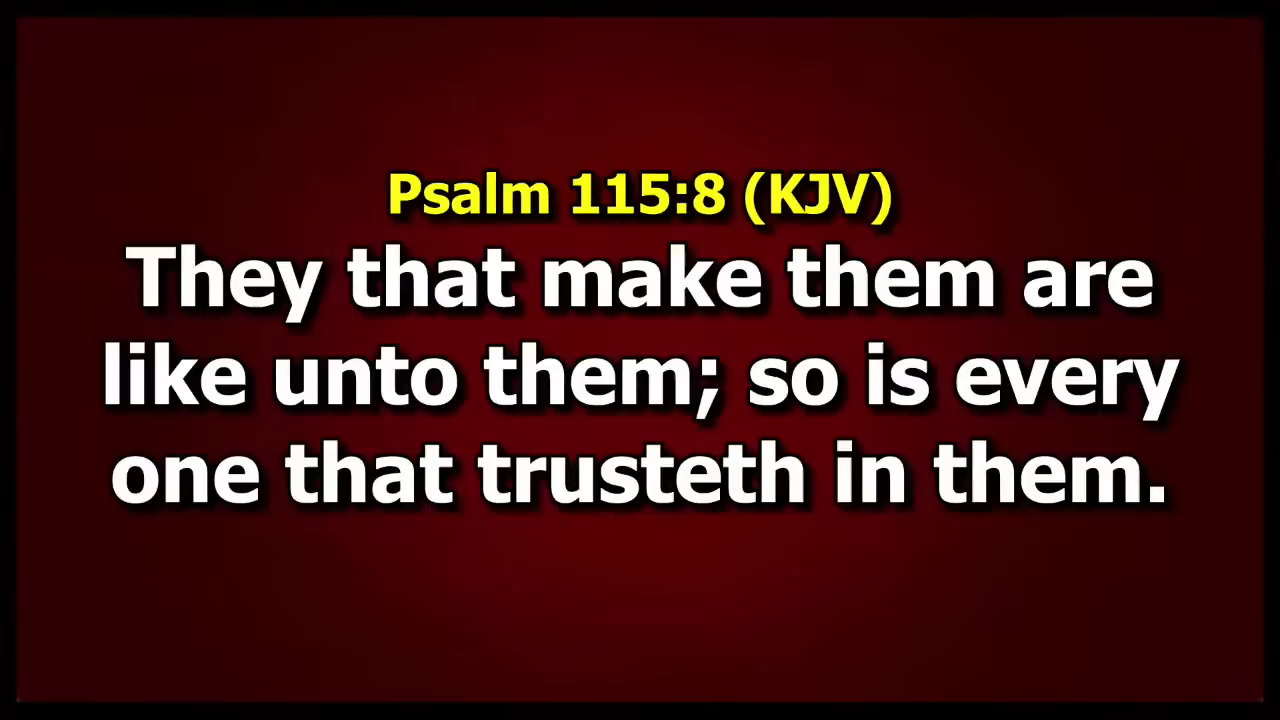 Psalm 115:8 (KJV)
They that make them are
like unto them; so is every
one that trusteth in them.